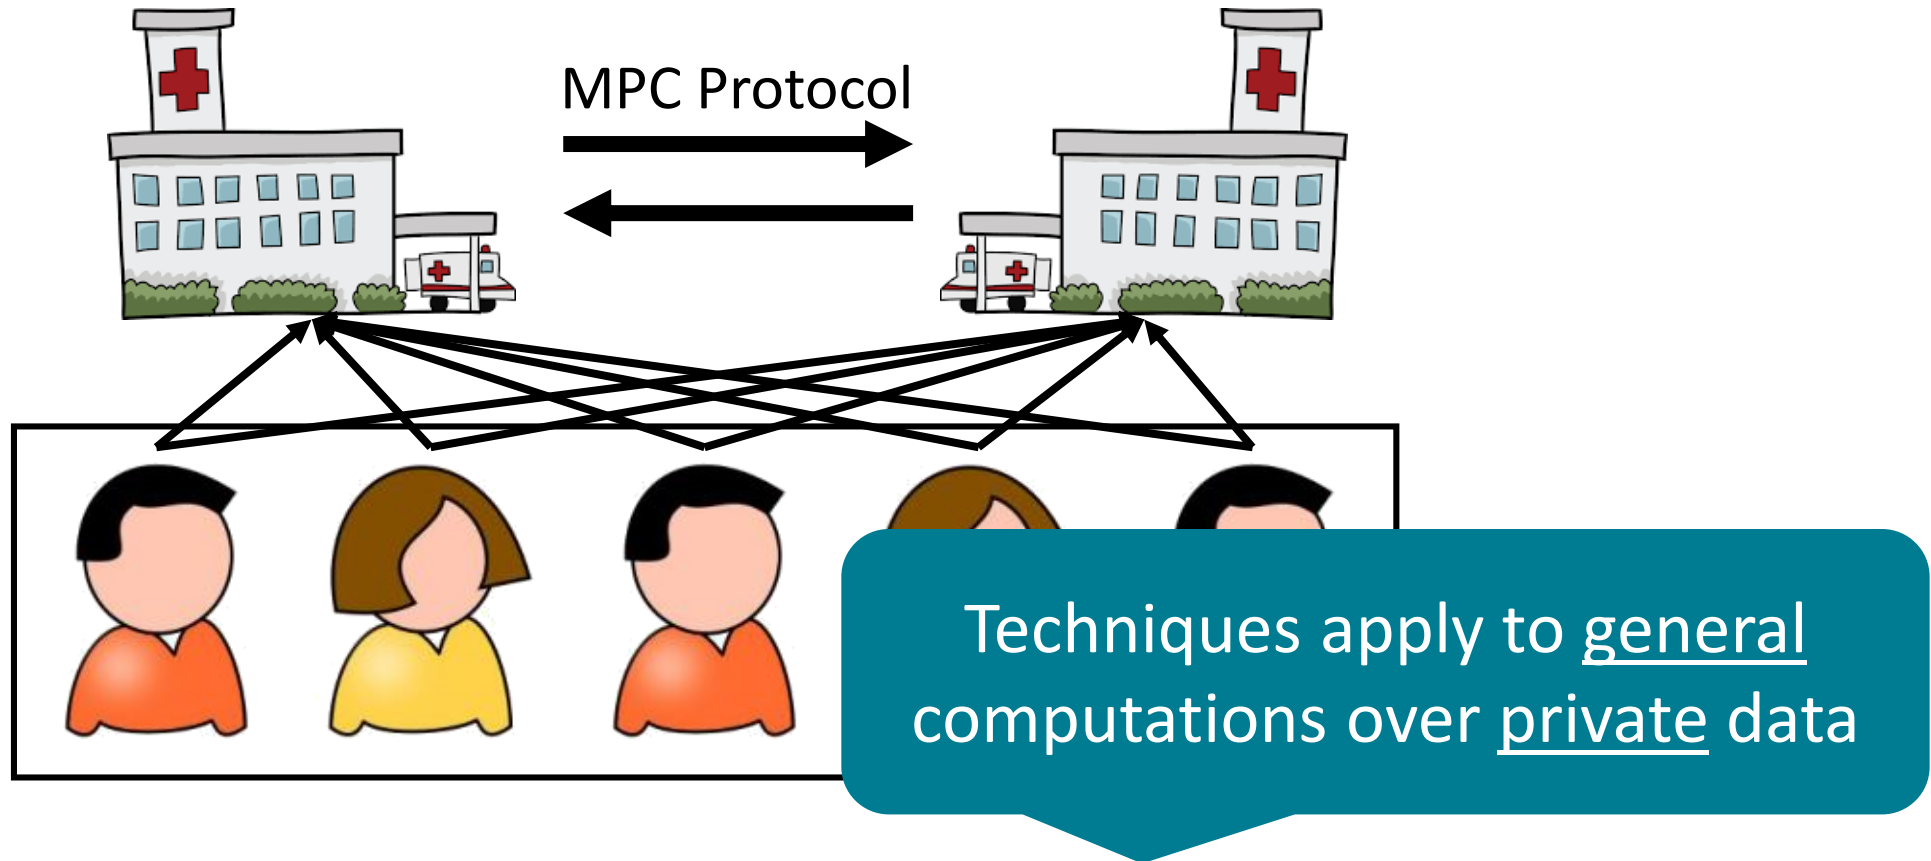 MPC Protocol
Techniques apply to general
computations over private data